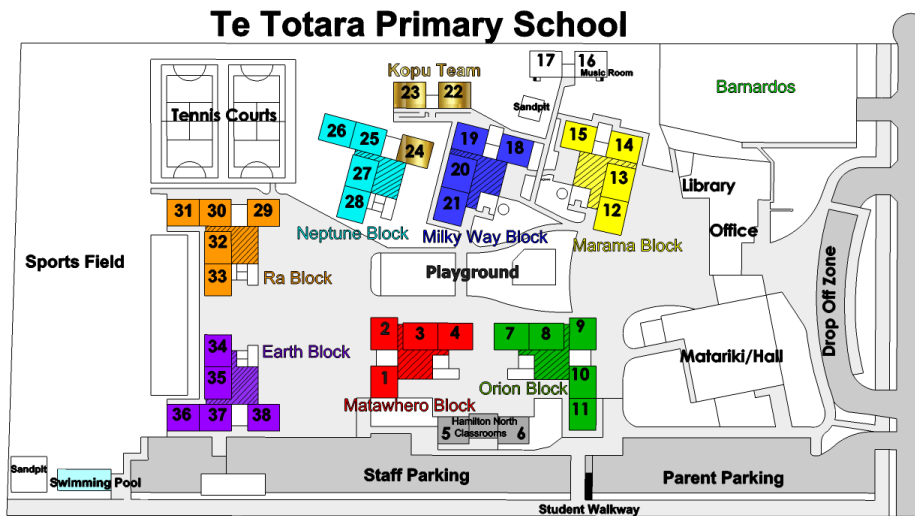 Te Totara Primary School
17
16
Music Room
Kopu Team
23
22
Sandpit
Barnardos
Tennis Courts
26
25
24
19
18
15
14
27
20
13
28
21
12
Library
31
30
29
Neptune Block
Milky Way Block
Marama Block
Office
32
Sports Field
33
Ra Block
Playground
Drop Off Zone
34
Earth Block
2
3
4
7
8
9
Matariki/Hall
35
1
10
Orion Block
36
37
38
Matawhero Block
11
Hamilton North
Classrooms
5
6
Sandpit
Swimming Pool
Staff Parking
Parent Parking
Student Walkway